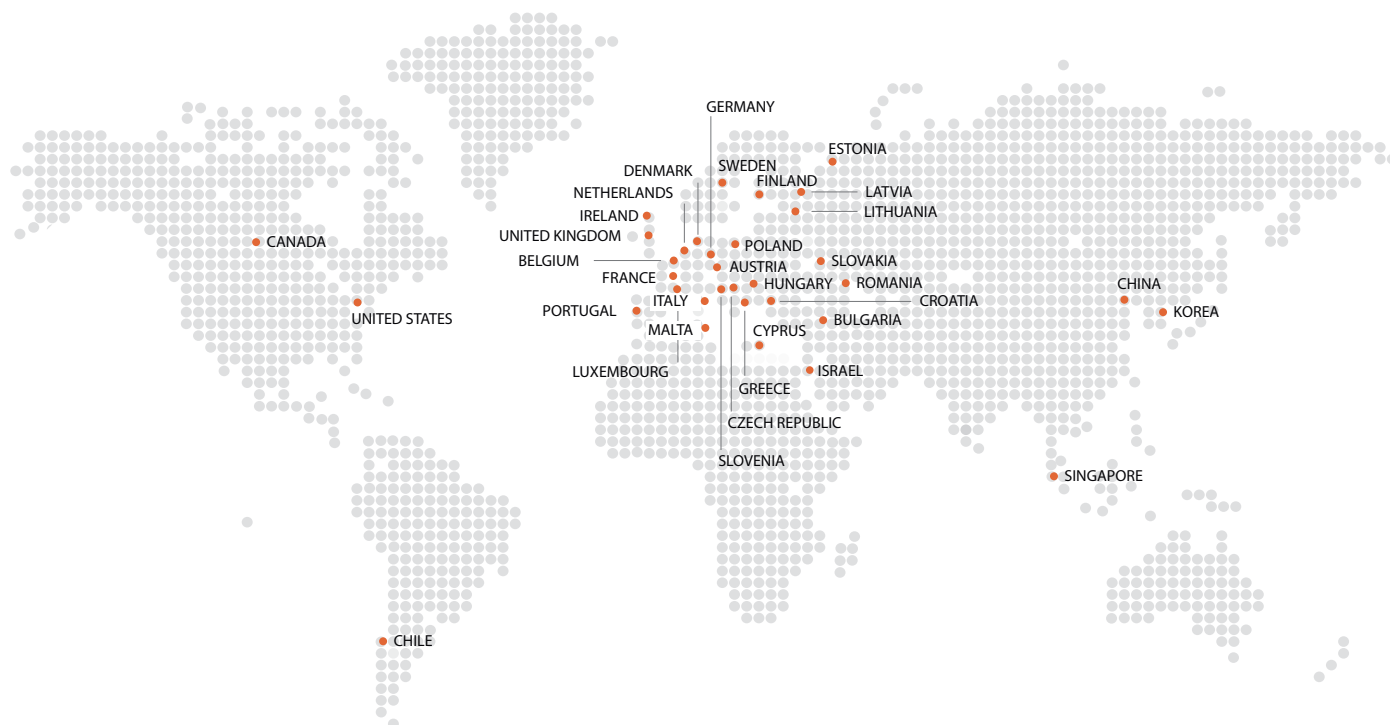 GERMANY
ESTONIA
SWEDEN
DENMARK
FINLAND
NETHERLANDS
LATVIA
LITHUANIA
IRELAND
UNITED KINGDOM
CANADA
POLAND
BELGIUM
SLOVAKIA
AUSTRIA
FRANCE
HUNGARY
ROMANIA
CHINA
ITALY
CROATIA
PORTUGAL
KOREA
UNITED STATES
BULGARIA
MALTA
CYPRUS
LUXEMBOURG
ISRAEL
GREECE
CZECH REPUBLIC
SLOVENIA
SINGAPORE
CHILE